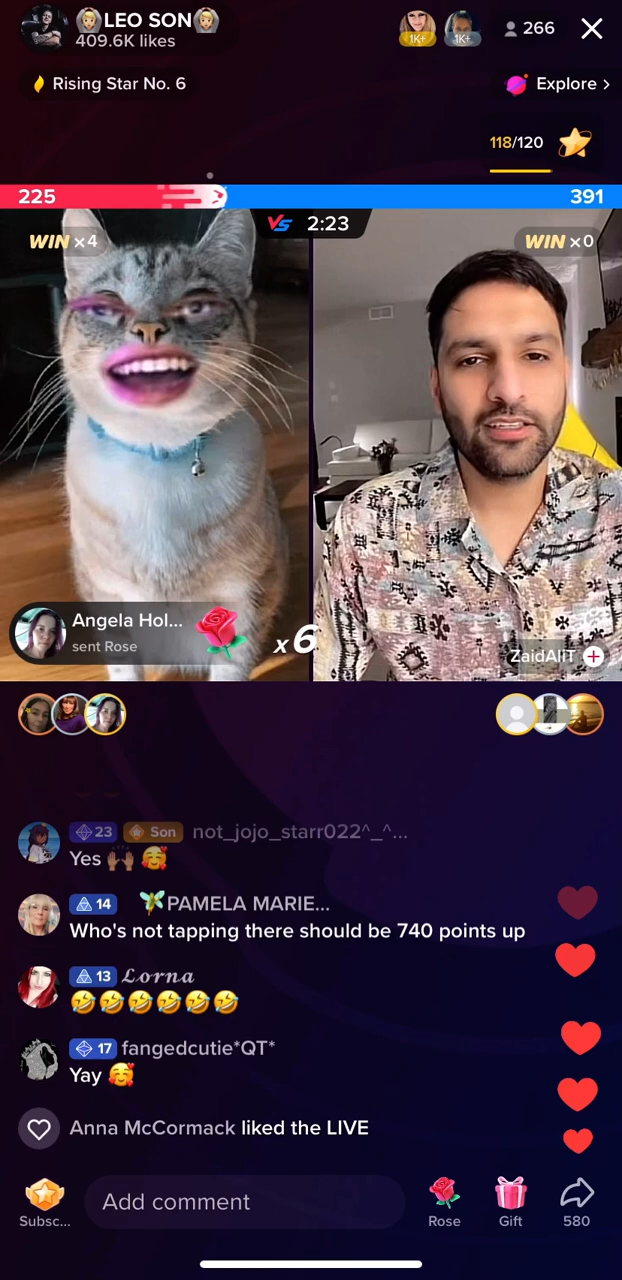 LEO SON
409.6K likes
1K+
1K+
266
Rising Star No. 6
Explore >
118/120
225
391
VS 2:23
WIN x4
WIN x0
Angela Hol...
sent Rose
x6
ZaidAliT
23 Son not_jojo_starr022^_^...
Yes
14 PAMELA MARIE...
Who's not tapping there should be 740 points up
13 𝓛𝓸𝓻𝓷𝓪
17 fangedcutie*QT*
Yay
Anna McCormack liked the LIVE
Subsc...
Add comment
Rose
Gift
580